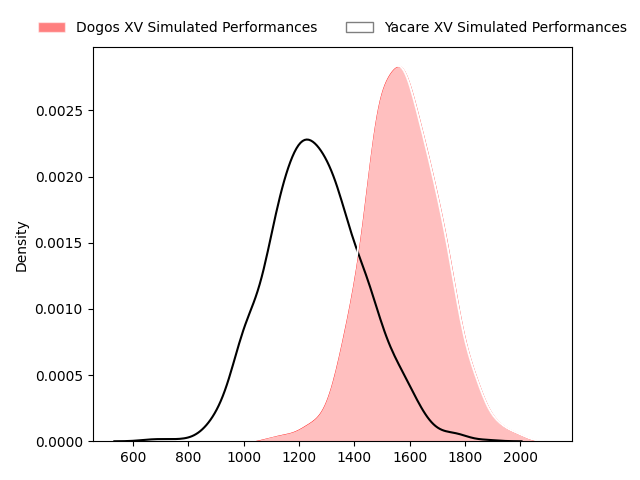 Dogos XV Simulated Performances
Yacare XV Simulated Performances
Density
0.0025
0.0020
0.0015
0.0010
0.0005
0.0000
600 800 1000 1200 1400 1600 1800 2000